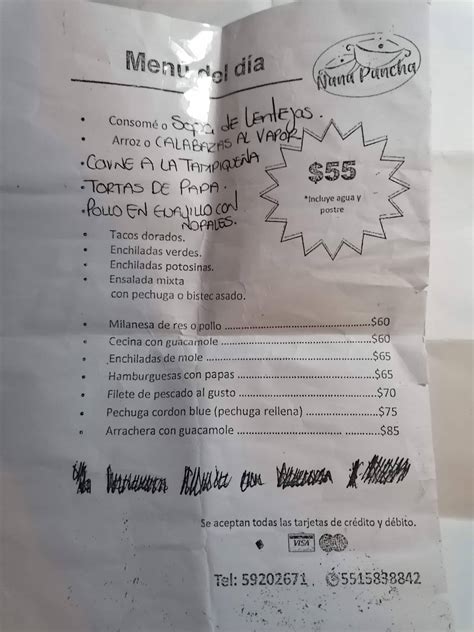 Menú del día
Nana Pancha
• Consomé o Sopa de Lentejas.
• Arroz o CALABAZAS AL VAPOR
• CARNE A LA TAMPIQUEÑA
• TORTAS DE PAPA.
• POLLO EN GUAJILLO CON
NOPALES.
$55
*Incluye agua y
postre
• Tacos dorados.
• Enchiladas verdes.
• Enchiladas potosinas.
• Ensalada mixta
con pechuga o bistec asado.
• Milanesa de res o pollo ....................................$60
• Cecina con guacamole ....................................$60
• Enchiladas de mole ....................................$65
• Hamburguesas con papas ....................................$65
• Filete de pescado al gusto ....................................$70
• Pechuga cordon blue (pechuga rellena) ..................$75
• Arrachera con guacamole ....................................$85
Se aceptan todas las tarjetas de crédito y débito.
VISA
Tel: 59202671 , 5515838842